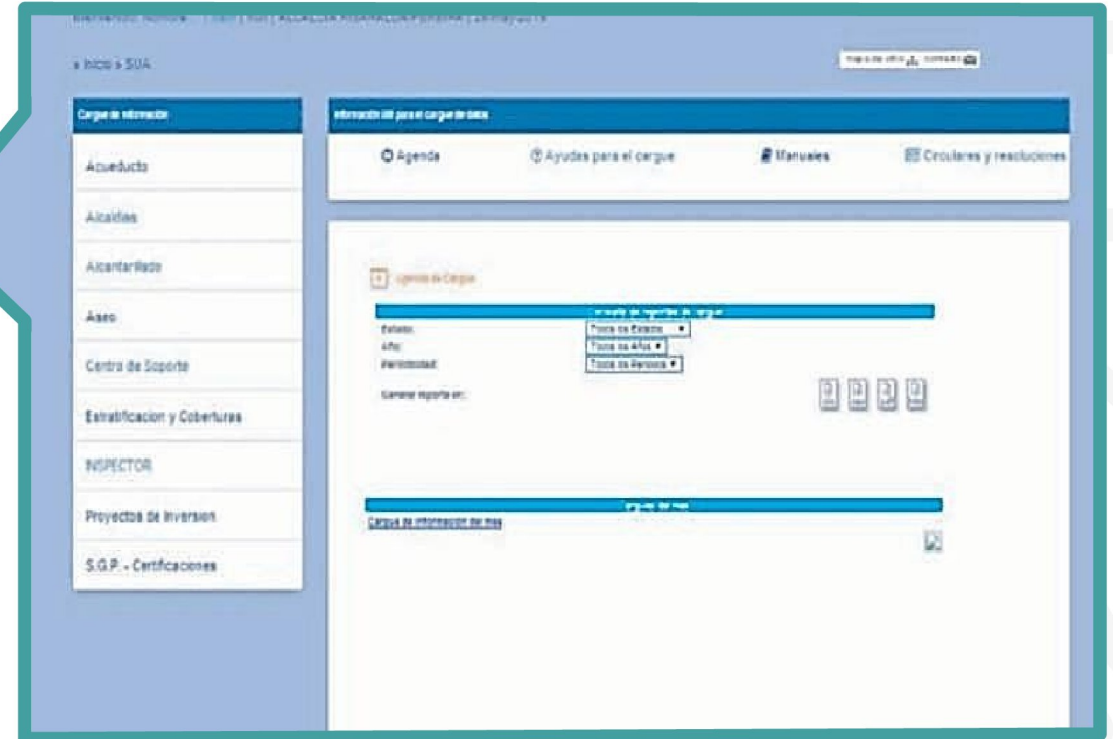 » Inicio » SUA
Mapa de sitio
Cargue de información
Información útil para el cargue de datos
Agenda
Ayudas para el cargue
Manuales
Circulares y resoluciones
Acueducto
Alcaldías
Alcantarillado
Aseo
Centro de Soporte
Estratificacion y Coberturas
INSPECTOR
Proyectos de Inversion
S.G.P. - Certificaciones
Agenda de Cargue
Estado:
Todos los Estados
Año:
Todos los Años
Periodicidad:
Todos los Periodos
Generar reporte en:
Cargue de información del mes